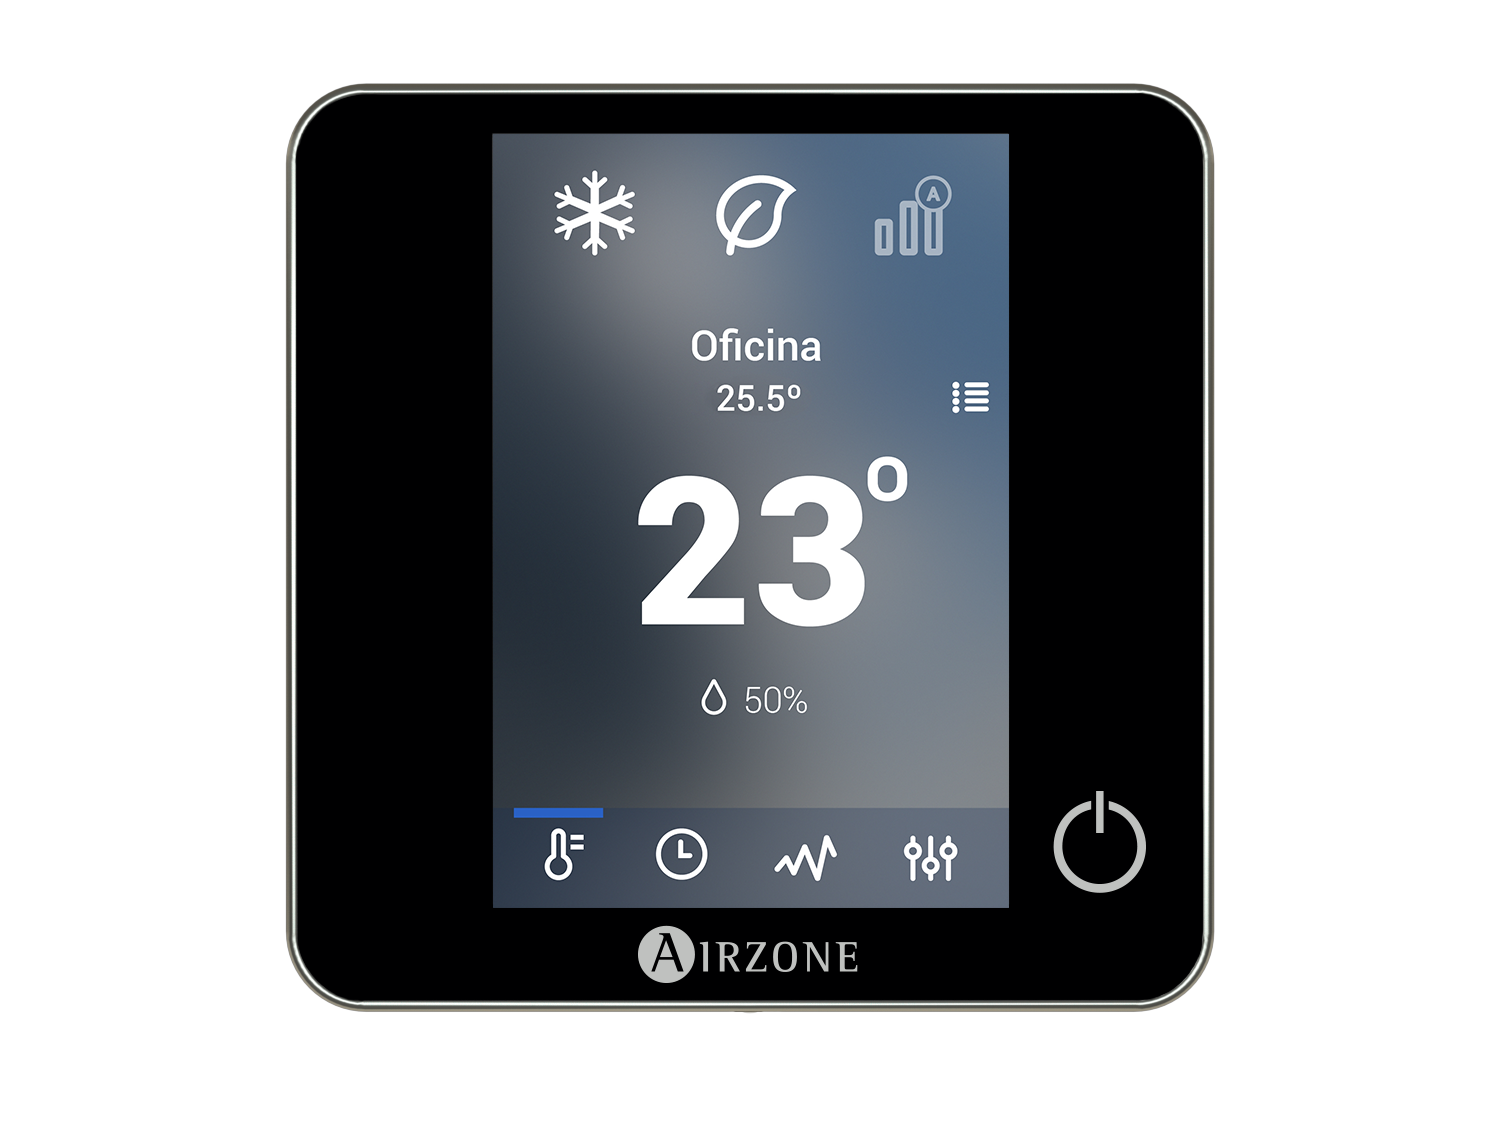 A
Oficina
25.5º
23º
50%
AIRZONE